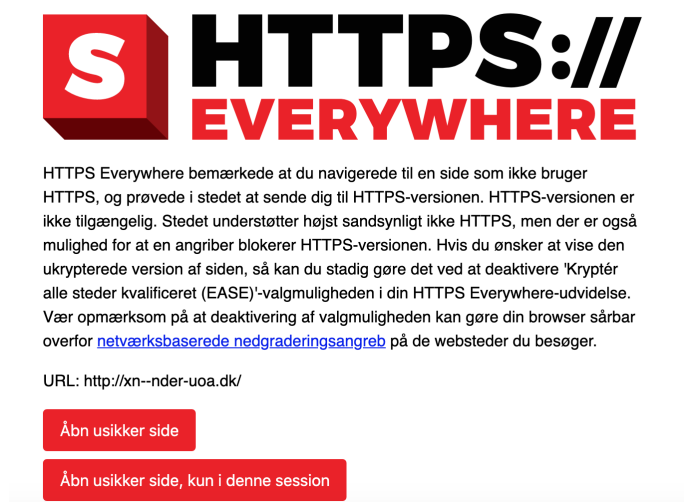 S
HTTPS://
EVERYWHERE
HTTPS Everywhere bemærkede at du navigerede til en side som ikke bruger
HTTPS, og prøvede i stedet at sende dig til HTTPS-versionen. HTTPS-versionen er
ikke tilgængelig. Stedet understøtter højst sandsynligt ikke HTTPS, men der er også
mulighed for at en angriber blokerer HTTPS-versionen. Hvis du ønsker at vise den
ukrypterede version af siden, så kan du stadig gøre det ved at deaktivere 'Kryptér
alle steder kvalificeret (EASE)'-valgmuligheden i din HTTPS Everywhere-udvidelse.
Vær opmærksom på at deaktivering af valgmuligheden kan gøre din browser sårbar
overfor netværksbaserede nedgraderingsangreb på de websteder du besøger.
URL: http://xn--nder-uoa.dk/
Åbn usikker side
Åbn usikker side, kun i denne session